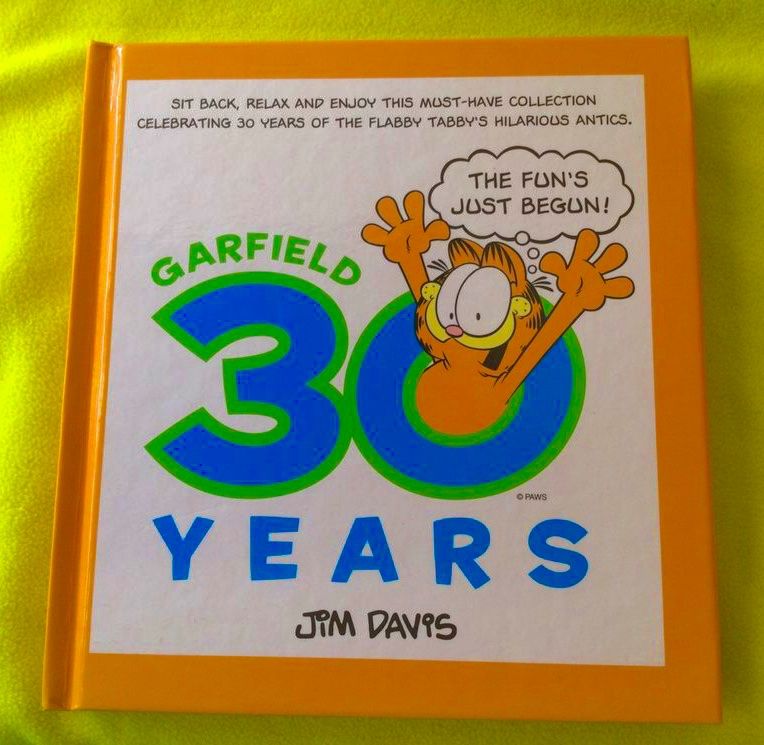 SIT BACK, RELAX AND ENJOY THIS MUST-HAVE COLLECTION
CELEBRATING 30 YEARS OF THE FLABBY TABBY'S HILARIOUS ANTICS.
THE FUN'S
JUST BEGUN!
GARFIELD
30
© PAWS
YEARS
JIM DAVIS